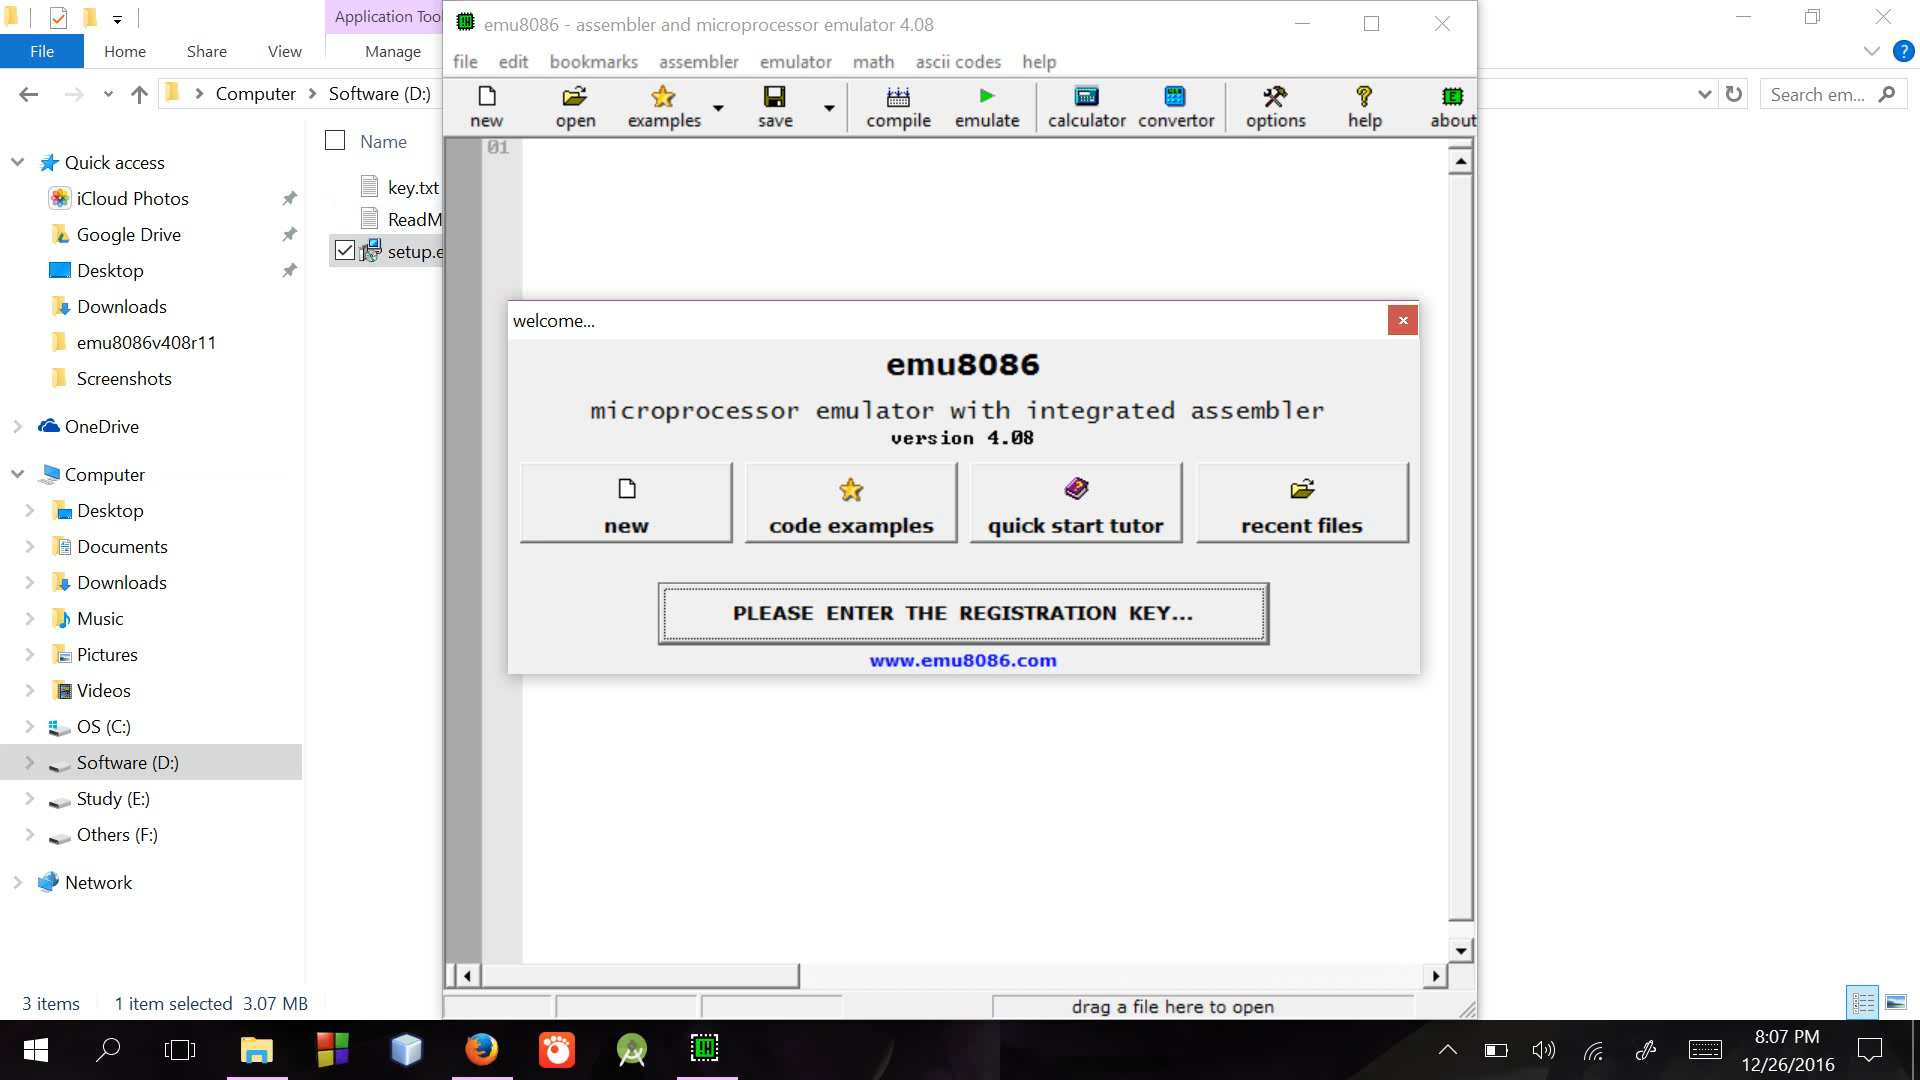 Application Too
File
Home
Share
View
Manage
Computer
Software (D:)
Search em...
Name
key.txt
ReadM
setup.e
Quick access
iCloud Photos
Google Drive
Desktop
Downloads
emu8086v408r11
Screenshots
OneDrive
Computer
Desktop
Documents
Downloads
Music
Pictures
Videos
OS (C:)
Software (D:)
Study (E:)
Others (F:)
Network
3 items
1 item selected 3.07 MB
emu8086 - assembler and microprocessor emulator 4.08
file edit bookmarks assembler emulator math ascii codes help
new open examples save compile emulate calculator convertor options help about
01
welcome...
emu8086
microprocessor emulator with integrated assembler
version 4.08
new
code examples
quick start tutor
recent files
PLEASE ENTER THE REGISTRATION KEY...
www.emu8086.com
drag a file here to open
8:07 PM
12/26/2016